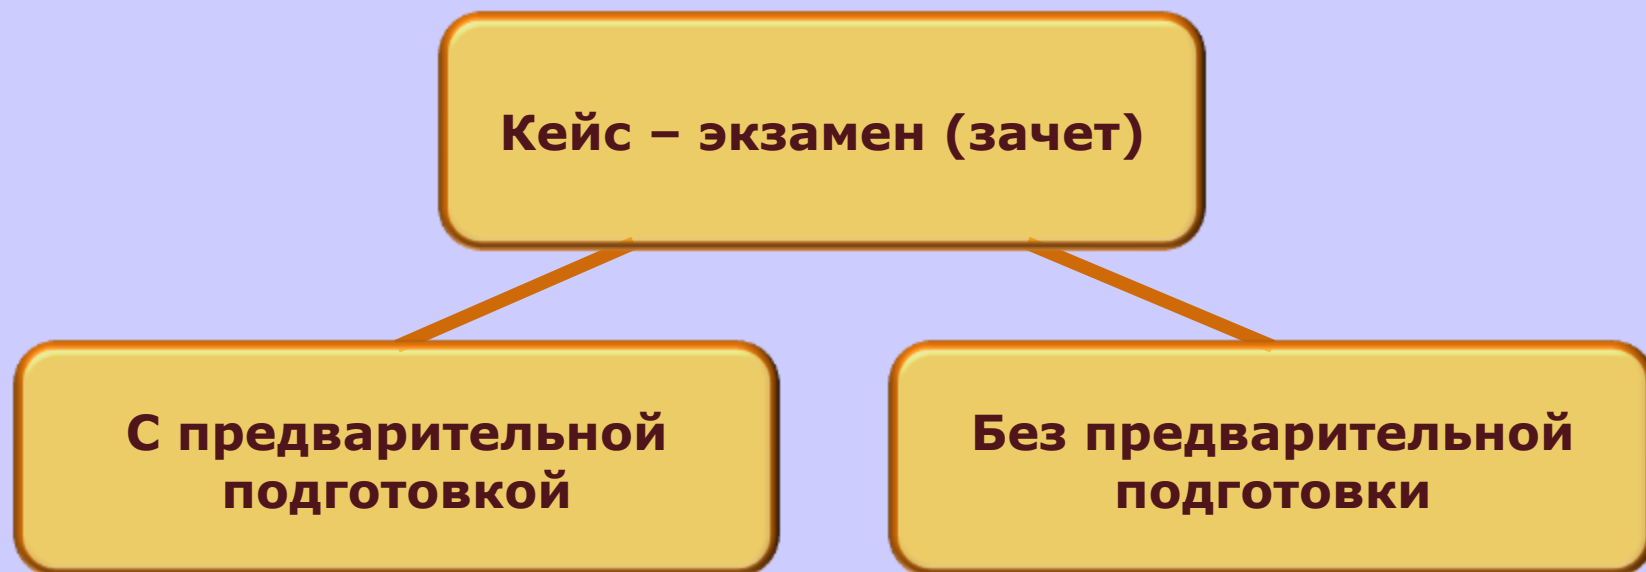 Кейс – экзамен (зачет)
С предварительной
подготовкой
Без предварительной
подготовки